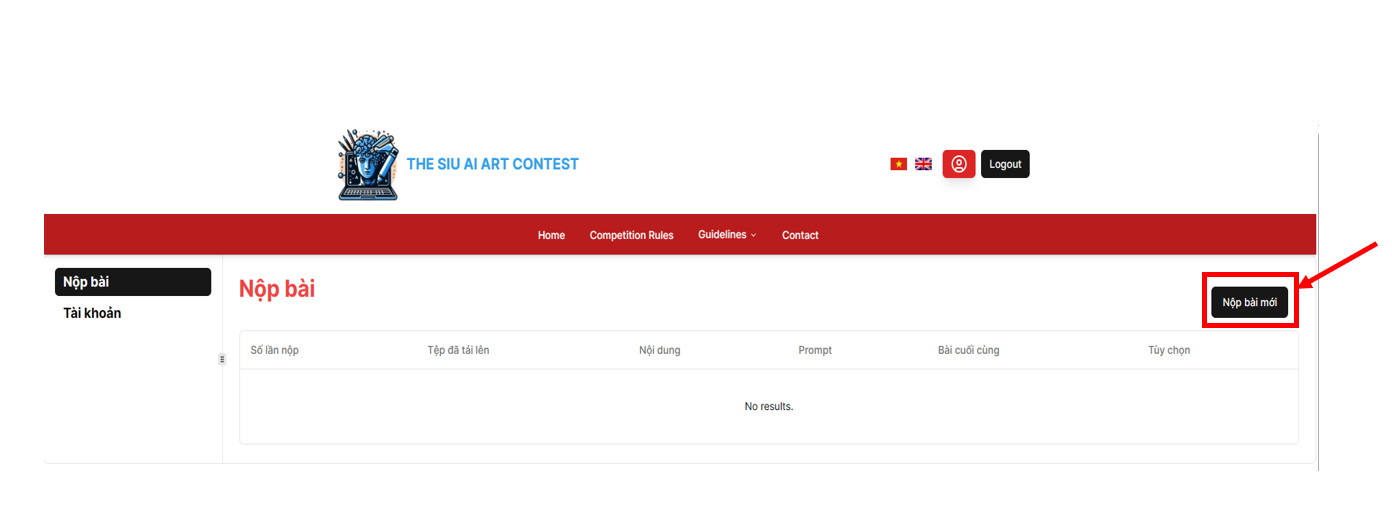 THE SIU AI ART CONTEST
Logout
Home Competition Rules Guidelines Contact
Nộp bài
Tài khoản
Nộp bài
Nộp bài mới
Số lần nộp Tệp đã tải lên Nội dung Prompt Bài cuối cùng Tùy chọn
No results.